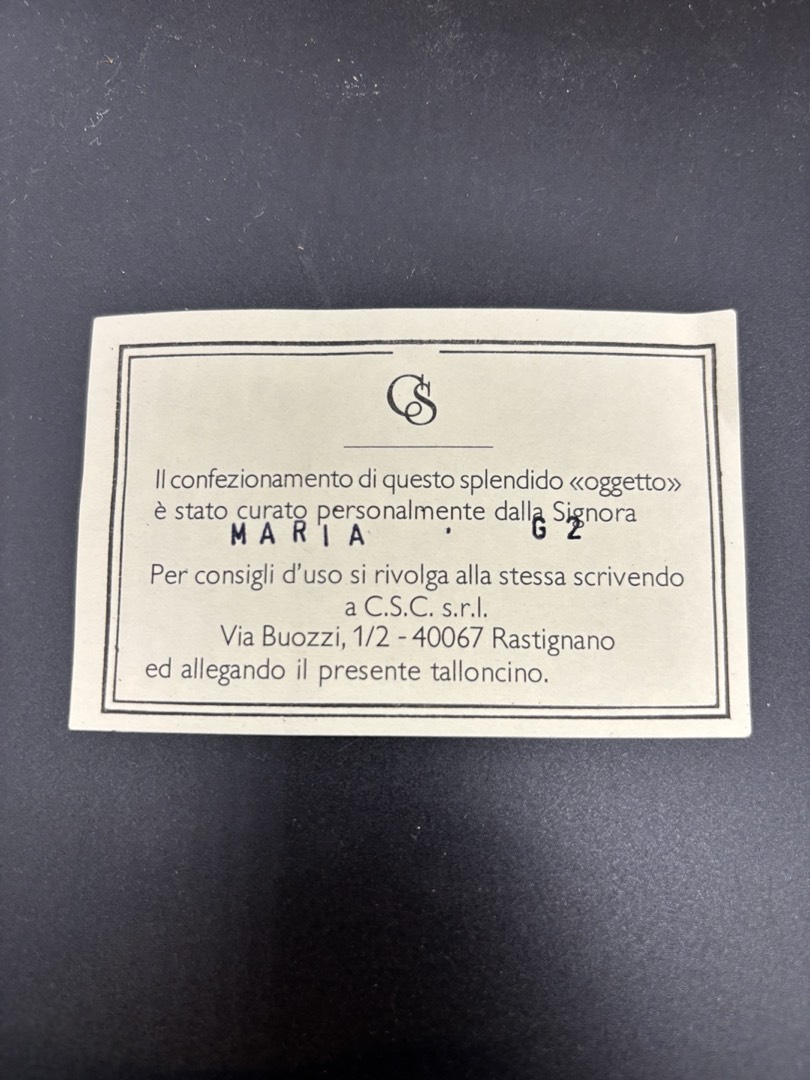 CS
Il confezionamento di questo splendido «oggetto»
è stato curato personalmente dalla Signora
MARIA . G2
Per consigli d'uso si rivolga alla stessa scrivendo
a C.S.C. s.r.l.
Via Buozzi, 1/2 - 40067 Rastignano
ed allegando il presente talloncino.